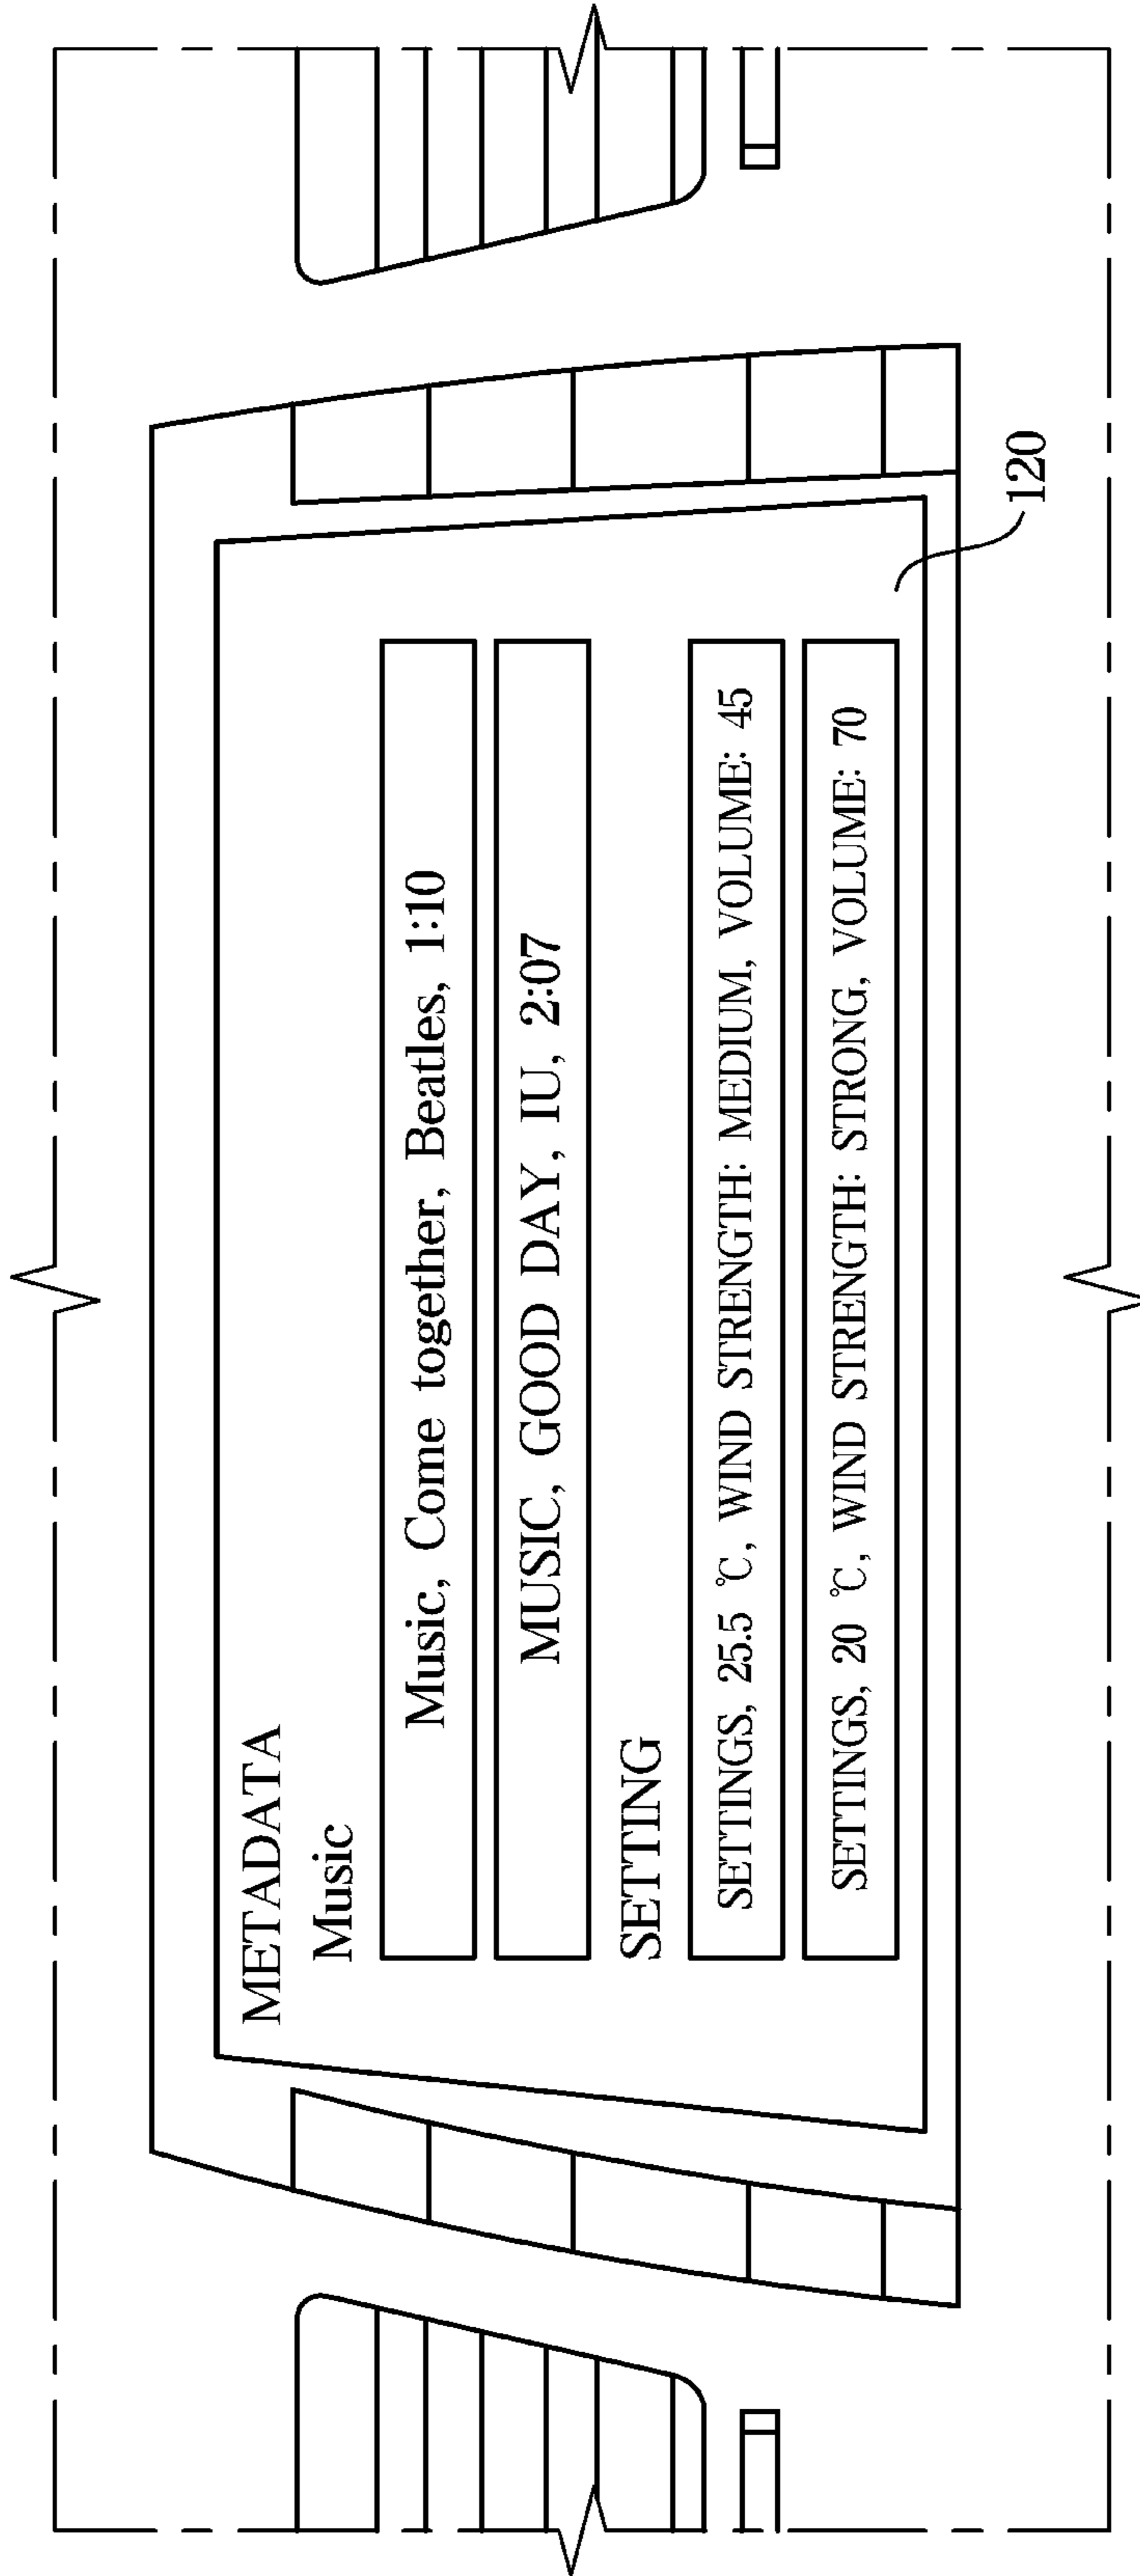 METADATA
Music
Music, Come together, Beatles, 1:10
MUSIC, GOOD DAY, IU, 2:07
SETTING
SETTINGS, 25.5 ℃, WIND STRENGTH: MEDIUM, VOLUME: 45
SETTINGS, 20 ℃, WIND STRENGTH: STRONG, VOLUME: 70
120